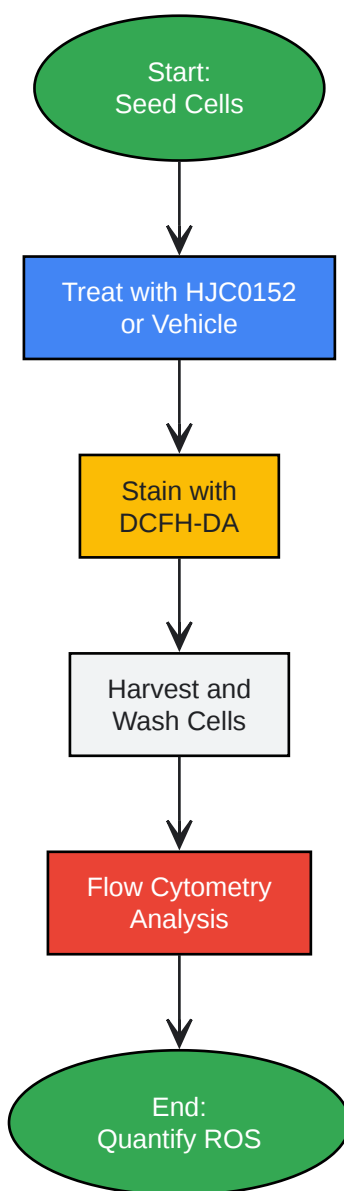 Start:
Seed Cells
Treat with HJC0152
or Vehicle
Stain with
DCFH-DA
Harvest and
Wash Cells
Flow Cytometry
Analysis
End:
Quantify ROS